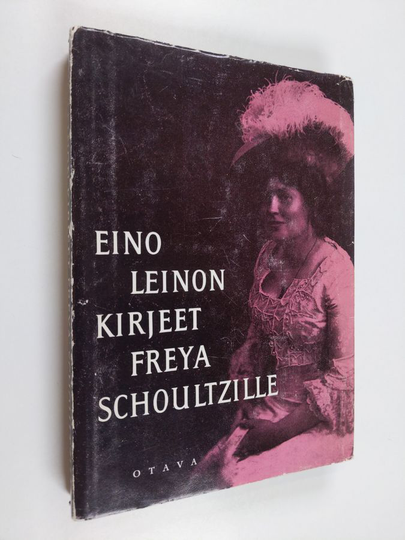 EINO
LEINON
KIRJEET
FREYA
SCHOULTZILLE
OTAVA